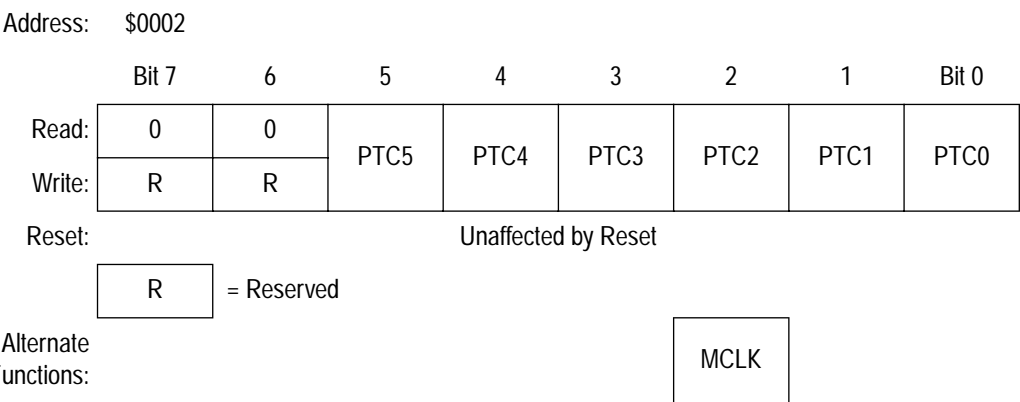 Address: $0002
Bit 7 6 5 4 3 2 1 Bit 0
Read: 0 0
PTC5 PTC4 PTC3 PTC2 PTC1 PTC0
Write: R R
Reset: Unaffected by Reset
R = Reserved
Alternate
unctions:
MCLK